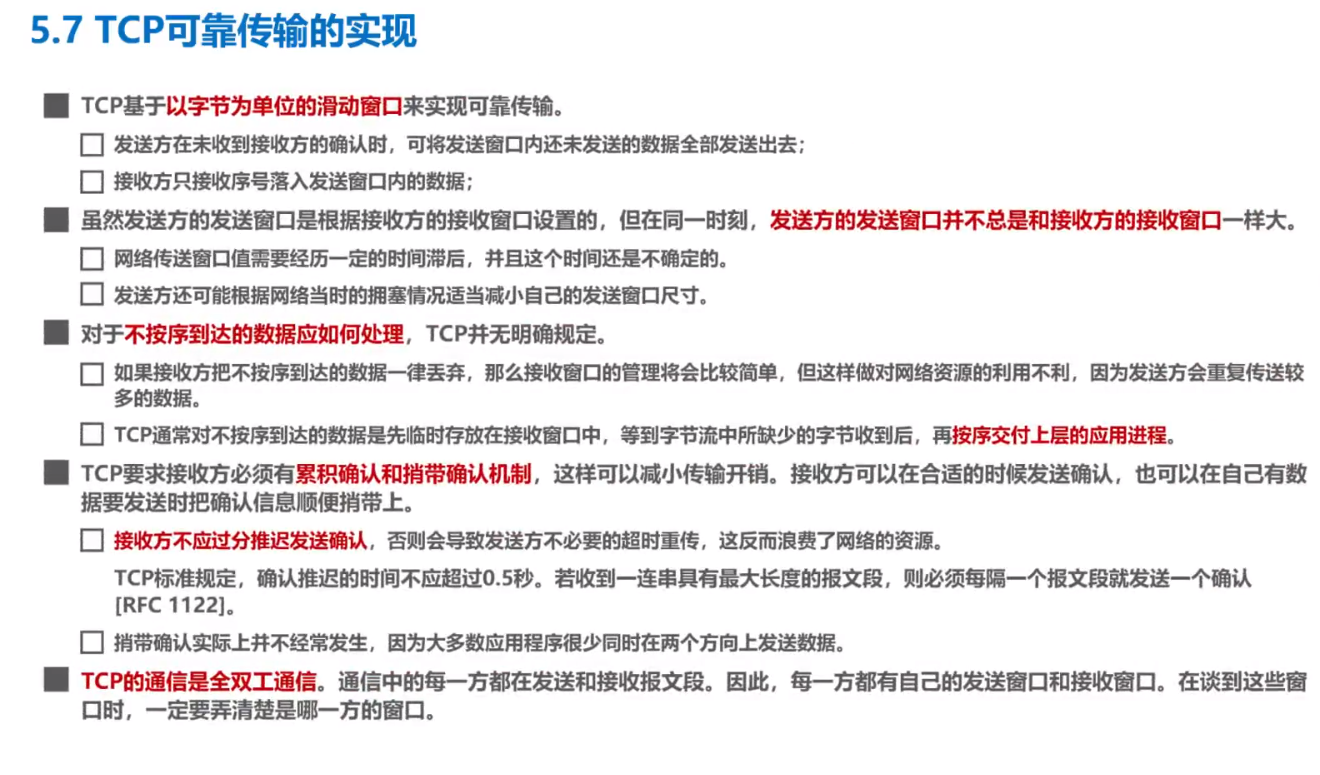 5.7 TCP可靠传输的实现
TCP基于以字节为单位的滑动窗口来实现可靠传输。
发送方在未收到接收方的确认时，可将发送窗口内还未发送的数据全部发送出去；
接收方只接收序号落入发送窗口内的数据；
虽然发送方的发送窗口是根据接收方的接收窗口设置的，但在同一时刻，发送方的发送窗口并不总是和接收方的接收窗口一样大。
网络传送窗口值需要经历一定的时间滞后，并且这个时间还是不确定的。
发送方还可能根据网络当时的拥塞情况适当减小自己的发送窗口尺寸。
对于不按序到达的数据应如何处理，TCP并无明确规定。
如果接收方把不按序到达的数据一律丢弃，那么接收窗口的管理将会比较简单，但这样做对网络资源的利用不利，因为发送方会重复传送较
多的数据。
TCP通常对不按序到达的数据是先临时存放在接收窗口中，等到字节流中所缺少的字节收到后，再按序交付上层的应用进程。
TCP要求接收方必须有累积确认和捎带确认机制，这样可以减小传输开销。接收方可以在合适的时候发送确认，也可以在自己有数
据要发送时把确认信息顺便捎带上。
接收方不应过分推迟发送确认，否则会导致发送方不必要的超时重传，这反而浪费了网络的资源。
TCP标准规定，确认推迟的时间不应超过0.5秒。若收到一连串具有最大长度的报文段，则必须每隔一个报文段就发送一个确认
[RFC 1122]。
捎带确认实际上并不经常发生，因为大多数应用程序很少同时在两个方向上发送数据。
TCP的通信是全双工通信。通信中的每一方都在发送和接收报文段。因此，每一方都有自己的发送窗口和接收窗口。在谈到这些窗
口时，一定要弄清楚是哪一方的窗口。